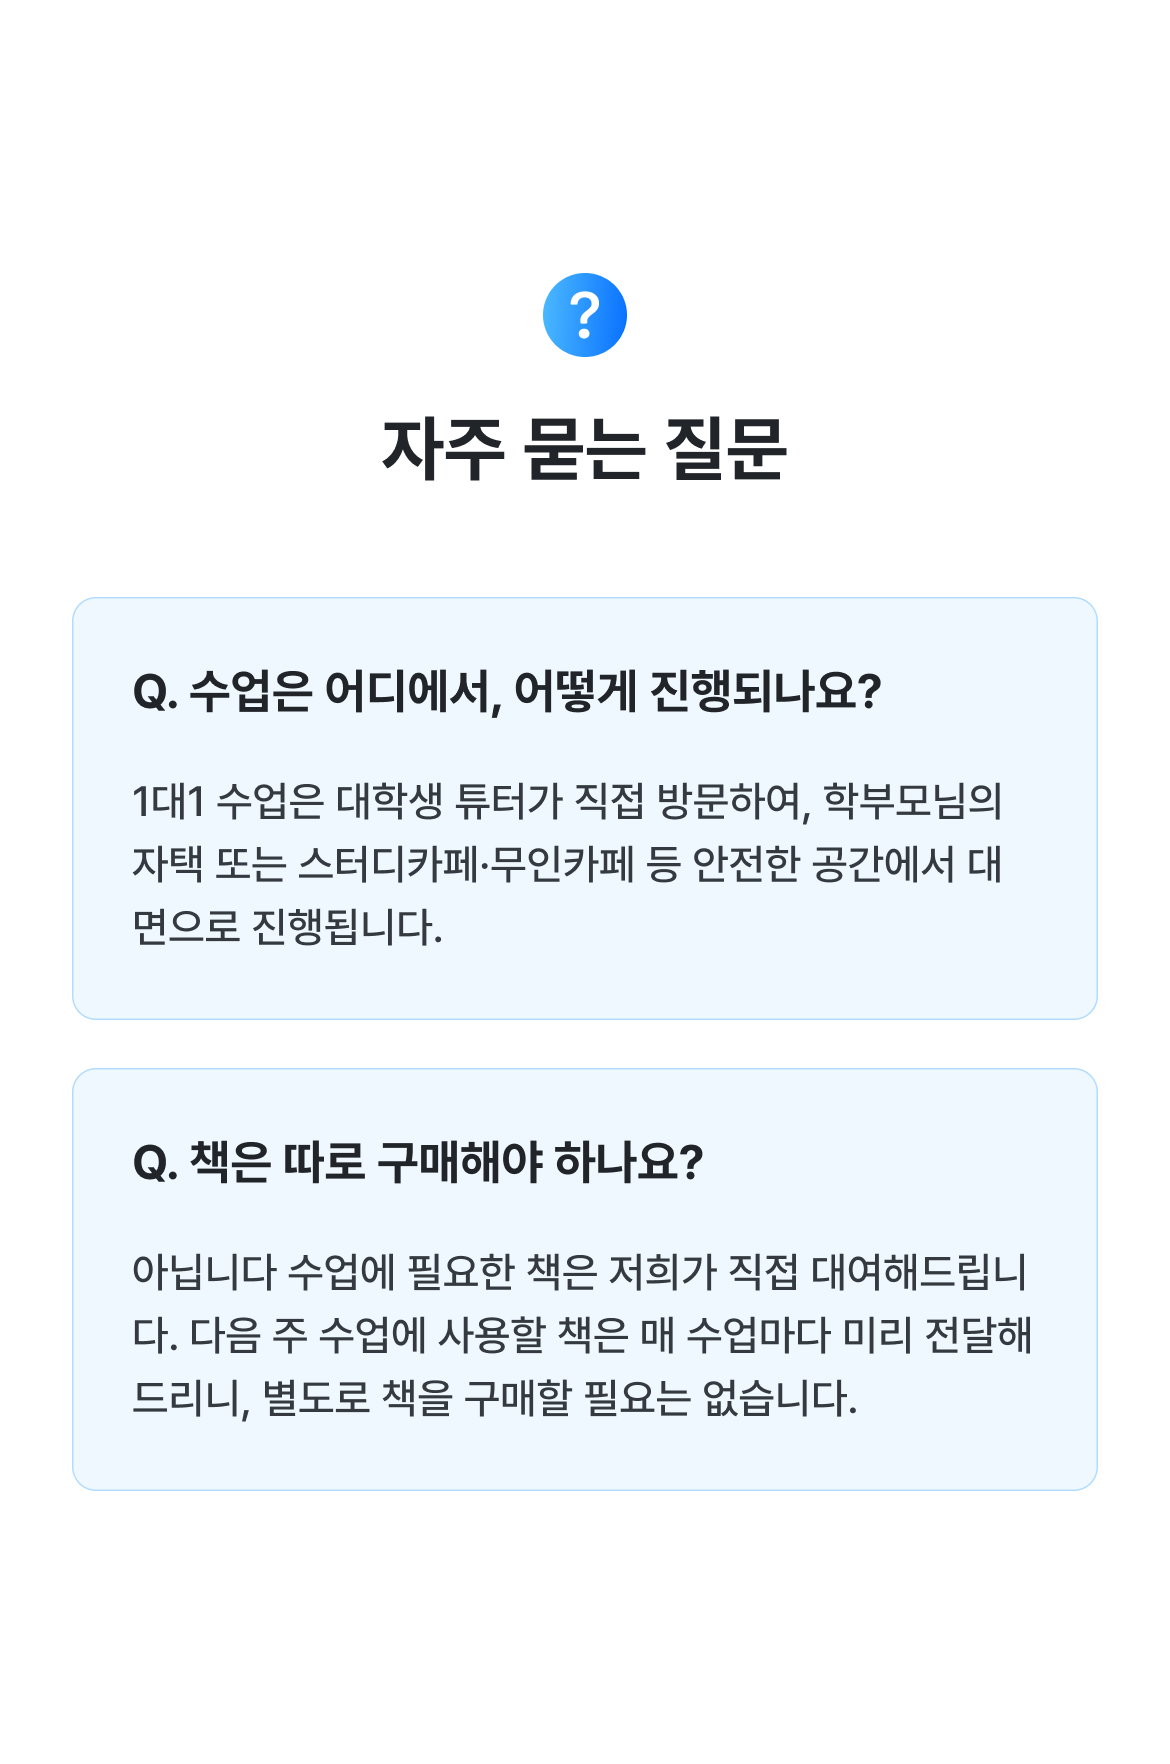 ?
자주 묻는 질문
Q. 수업은 어디에서, 어떻게 진행되나요?
1대1 수업은 대학생 튜터가 직접 방문하여, 학부모님의
자택 또는 스터디카페·무인카페 등 안전한 공간에서 대
면으로 진행됩니다.
Q. 책은 따로 구매해야 하나요?
아닙니다 수업에 필요한 책은 저희가 직접 대여해드립니
다. 다음 주 수업에 사용할 책은 매 수업마다 미리 전달해
드리니, 별도로 책을 구매할 필요는 없습니다.